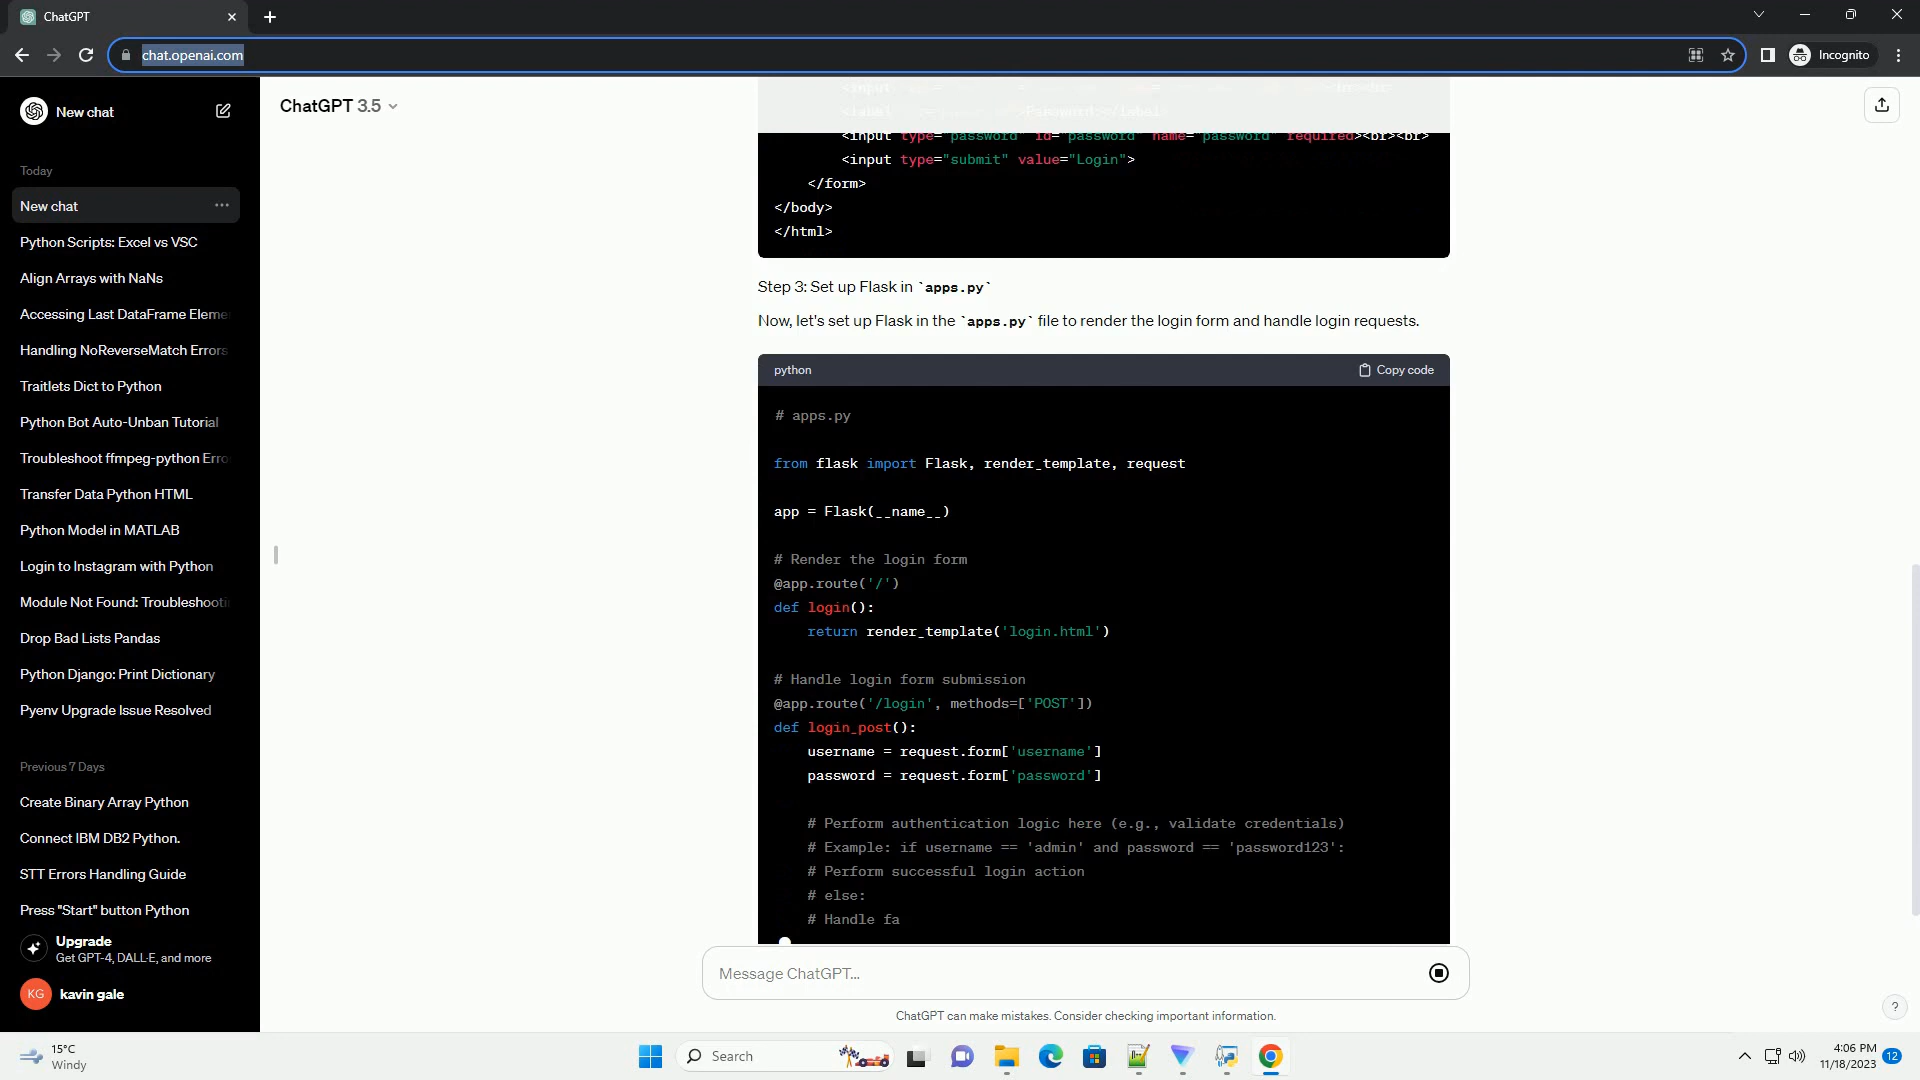 ChatGPT
chat.openai.com
Incognito
New chat
ChatGPT 3.5
Today
New chat
Python Scripts: Excel vs VSC
Align Arrays with NaNs
Accessing Last DataFrame Eleme
Handling NoReverseMatch Errors
Traitlets Dict to Python
Python Bot Auto-Unban Tutorial
Troubleshoot ffmpeg-python Erro
Transfer Data Python HTML
Python Model in MATLAB
Login to Instagram with Python
Module Not Found: Troubleshooti
Drop Bad Lists Pandas
Python Django: Print Dictionary
Pyenv Upgrade Issue Resolved
Previous 7 Days
Create Binary Array Python
Connect IBM DB2 Python.
STT Errors Handling Guide
Press "Start" button Python
Upgrade
Get GPT-4, DALL·E, and more
KG
kavin gale
Password:</label>
<input type="password" id="password" name="password" required><br><br>
<input type="submit" value="Login">
</form>
</body>
</html>
Step 3: Set up Flask in `apps.py`
Now, let's set up Flask in the `apps.py` file to render the login form and handle login requests.
python
Copy code
# apps.py
from flask import Flask, render_template, request
app = Flask(__name__)
# Render the login form
@app.route('/')
def login():
return render_template('login.html')
# Handle login form submission
@app.route('/login', methods=['POST'])
def login_post():
username = request.form['username']
password = request.form['password']
# Perform authentication logic here (e.g., validate credentials)
# Example: if username == 'admin' and password == 'password123':
# Perform successful login action
# else:
# Handle fa
Message ChatGPT…
ChatGPT can make mistakes. Consider checking important information.
?
15°C
Windy
Search
4:06 PM
11/18/2023
12